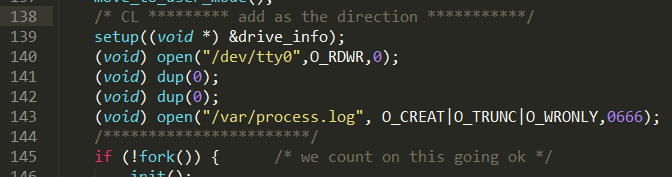 move_to_user_mode();
138 /* CL ********* add as the direction ***********/
139 setup((void *) &drive_info);
140 (void) open("/dev/tty0",O_RDWR,0);
141 (void) dup(0);
142 (void) dup(0);
143 (void) open("/var/process.log", O_CREAT|O_TRUNC|O_WRONLY,0666);
144 /***********************/
145 if (!fork()) { /* we count on this going ok */
146 init();